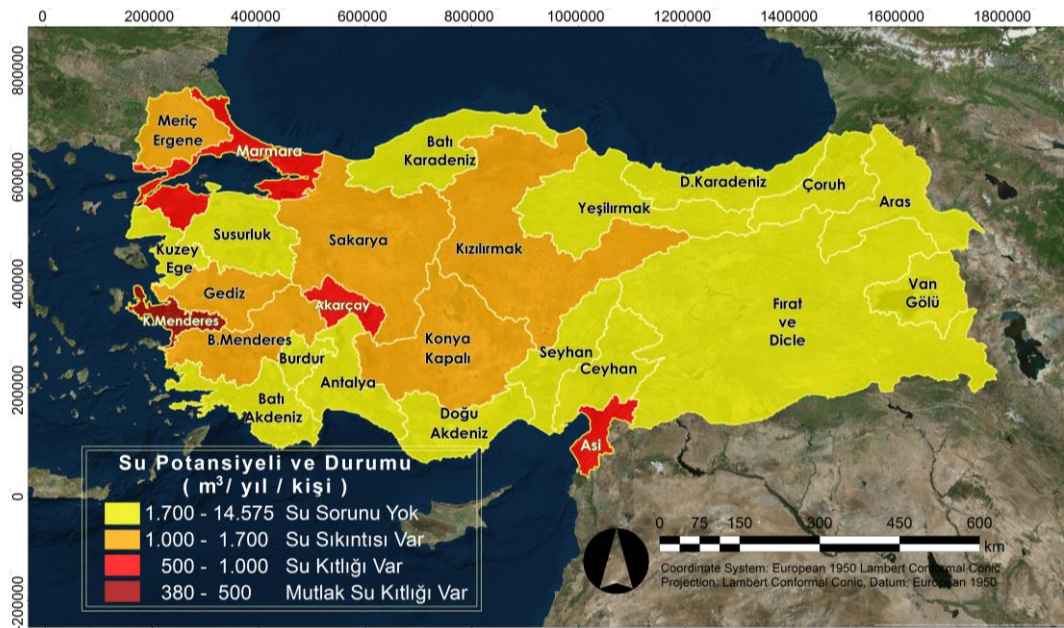 0 200000 400000 600000 800000 1000000 1200000 1400000 1600000 1800000
800000
600000
400000
200000
0
-200000
Meriç
Ergene
Marmara
Batı
Karadeniz
D.Karadeniz
Çoruh
Aras
Yeşilırmak
Susurluk
Sakarya
Kızılırmak
Kuzey
Ege
Gediz
Akarçay
Van
Gölü
Fırat
ve
Dicle
K.Menderes
B.Menderes
Konya
Kapalı
Burdur
Seyhan
Ceyhan
Antalya
Batı
Akdeniz
Doğu
Akdeniz
Asi
Su Potansiyeli ve Durumu
( m³/ yıl / kişi )
1.700 - 14.575 Su Sorunu Yok
1.000 - 1.700 Su Sıkıntısı Var
500 - 1.000 Su Kıtlığı Var
380 - 500 Mutlak Su Kıtlığı Var
0 75 150 300 450 600
km
Coordinate System: European 1950 Lambert Conformal Conic
Projection: Lambert Conformal Conic, Datum: European 1950